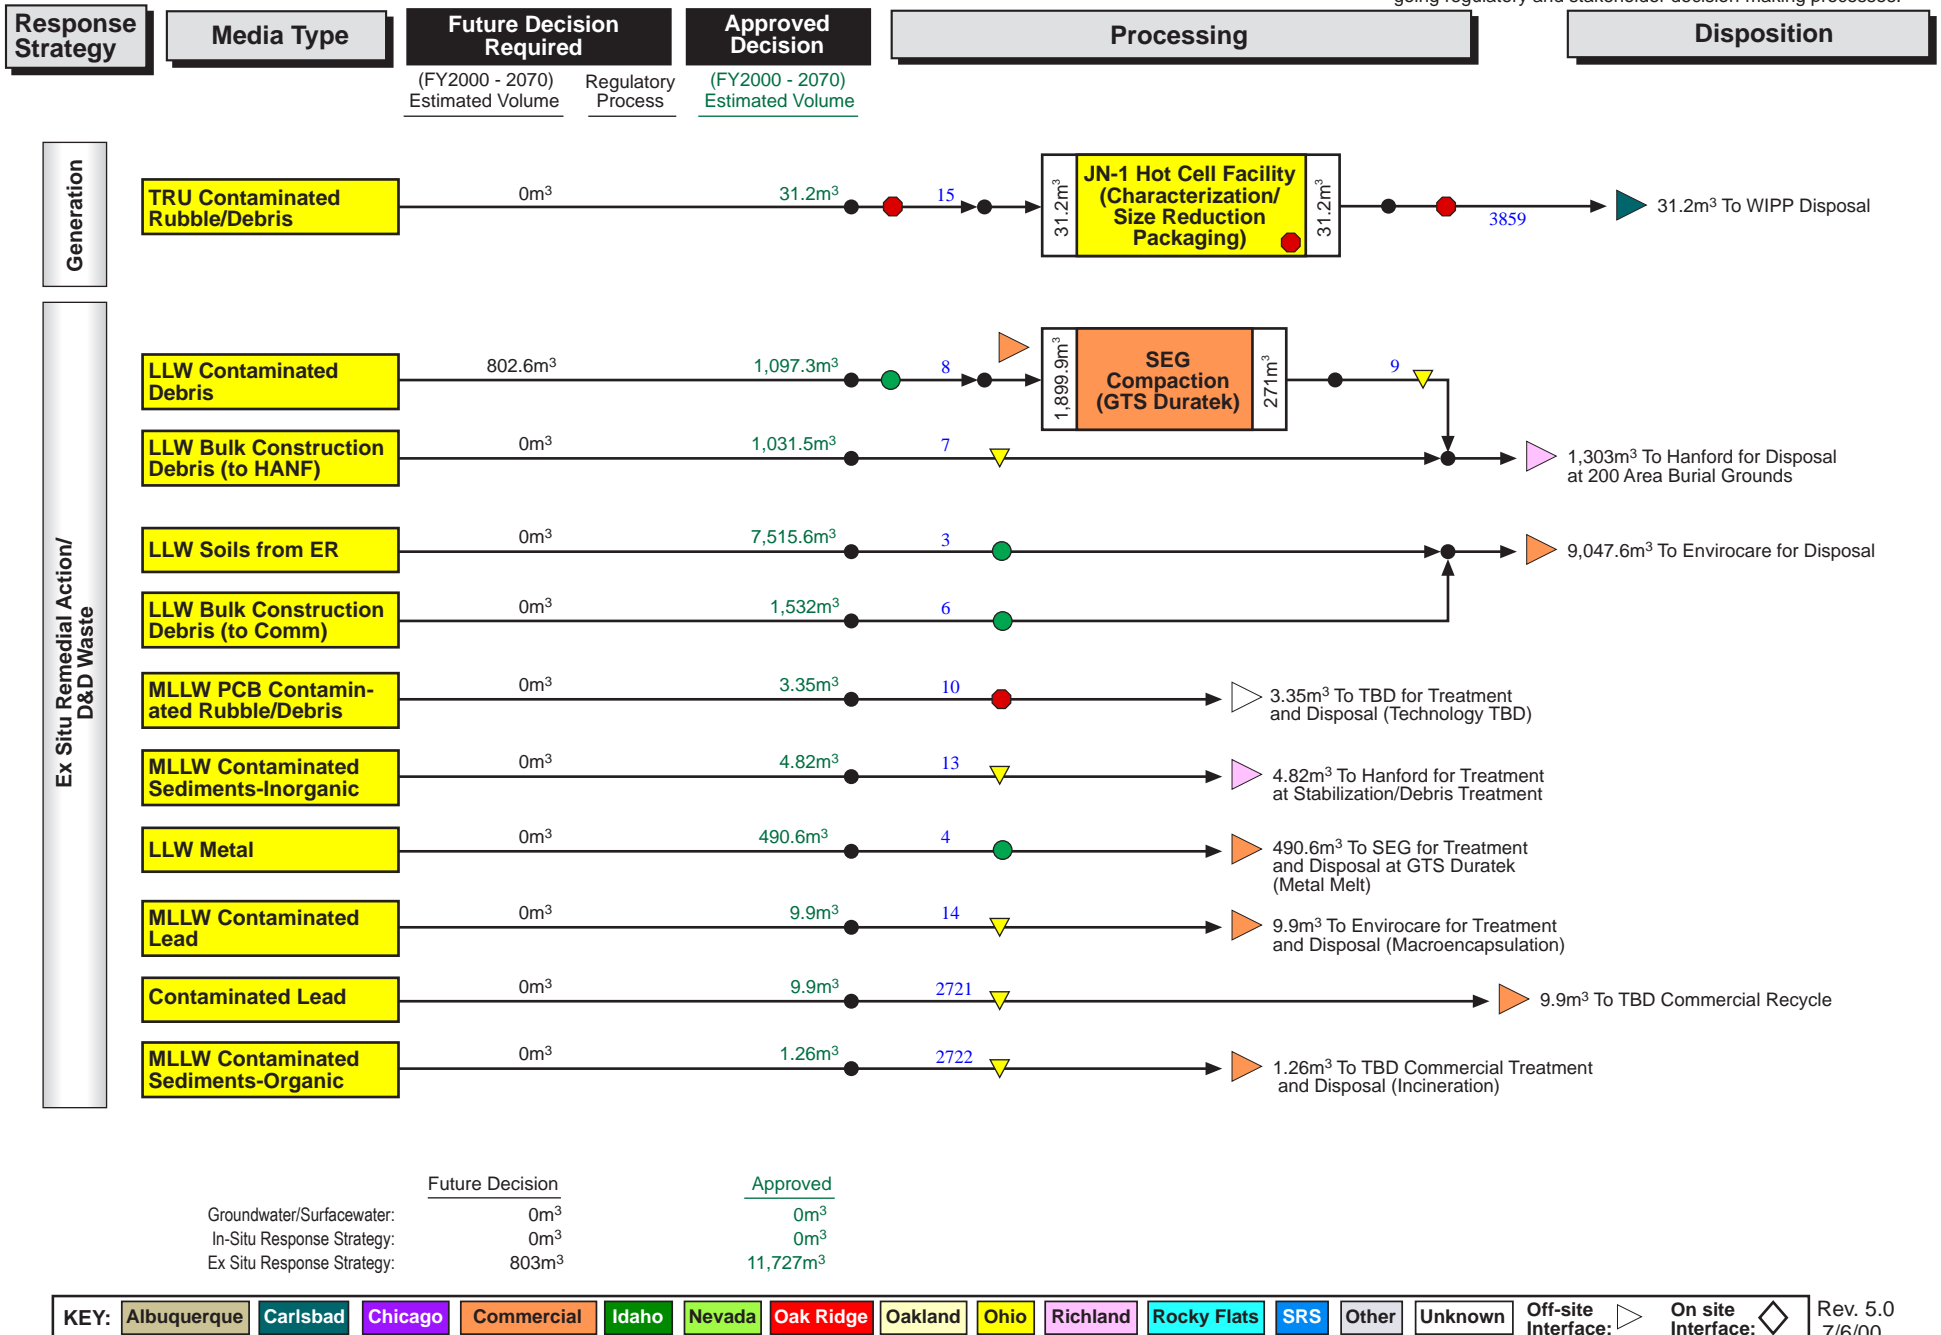 going regulatory and stakeholder decision making processes.
Response
Strategy
Media Type
Future Decision
Required
Approved
Decision
Processing
Disposition
(FY2000 - 2070)
Estimated Volume
Regulatory
Process
(FY2000 - 2070)
Estimated Volume
Generation
TRU Contaminated
Rubble/Debris
0m³
31.2m³
15
31.2m³
JN-1 Hot Cell Facility
(Characterization/
Size Reduction
Packaging)
31.2m³
3859
31.2m³ To WIPP Disposal
Ex Situ Remedial Action/
D&D Waste
LLW Contaminated
Debris
802.6m³
1,097.3m³
8
1,899.9m³
SEG
Compaction
(GTS Duratek)
271m³
9
LLW Bulk Construction
Debris (to HANF)
0m³
1,031.5m³
7
1,303m³ To Hanford for Disposal
at 200 Area Burial Grounds
LLW Soils from ER
0m³
7,515.6m³
3
9,047.6m³ To Envirocare for Disposal
LLW Bulk Construction
Debris (to Comm)
0m³
1,532m³
6
MLLW PCB Contamin-
ated Rubble/Debris
0m³
3.35m³
10
3.35m³ To TBD for Treatment
and Disposal (Technology TBD)
MLLW Contaminated
Sediments-Inorganic
0m³
4.82m³
13
4.82m³ To Hanford for Treatment
at Stabilization/Debris Treatment
LLW Metal
0m³
490.6m³
4
490.6m³ To SEG for Treatment
and Disposal at GTS Duratek
(Metal Melt)
MLLW Contaminated
Lead
0m³
9.9m³
14
9.9m³ To Envirocare for Treatment
and Disposal (Macroencapsulation)
Contaminated Lead
0m³
9.9m³
2721
9.9m³ To TBD Commercial Recycle
MLLW Contaminated
Sediments-Organic
0m³
1.26m³
2722
1.26m³ To TBD Commercial Treatment
and Disposal (Incineration)
Future Decision
Approved
Groundwater/Surfacewater:
0m³
0m³
In-Situ Response Strategy:
0m³
0m³
Ex Situ Response Strategy:
803m³
11,727m³
KEY:
Albuquerque
Carlsbad
Chicago
Commercial
Idaho
Nevada
Oak Ridge
Oakland
Ohio
Richland
Rocky Flats
SRS
Other
Unknown
Off-site
Interface:
On site
Interface:
Rev. 5.0
7/6/00